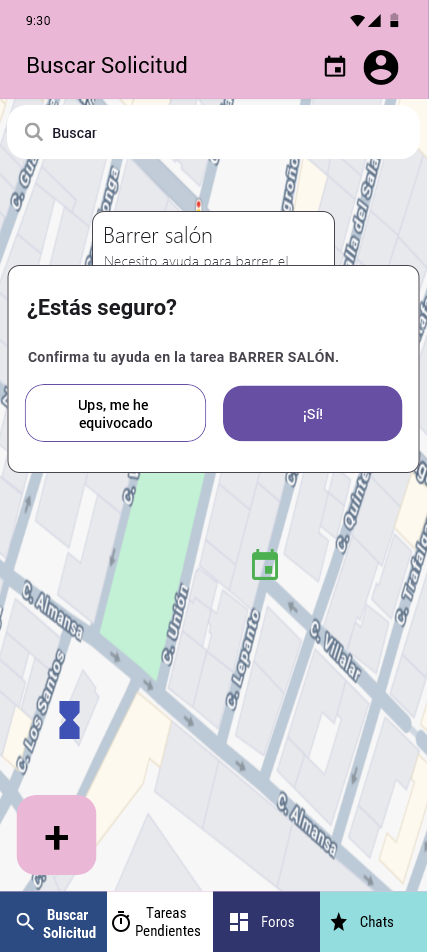 9:30
Buscar Solicitud
Buscar
Barrer salón
Necesito ayuda para barrer el
¿Estás seguro?
Confirma tu ayuda en la tarea BARRER SALÓN.
Ups, me he
equivocado
¡Sí!
C. Almansa
C. Unión
C. Lepanto
C. Villalar
C. Los Santos
C. Almansa
+
Buscar
Solicitud
Tareas
Pendientes
Foros
Chats